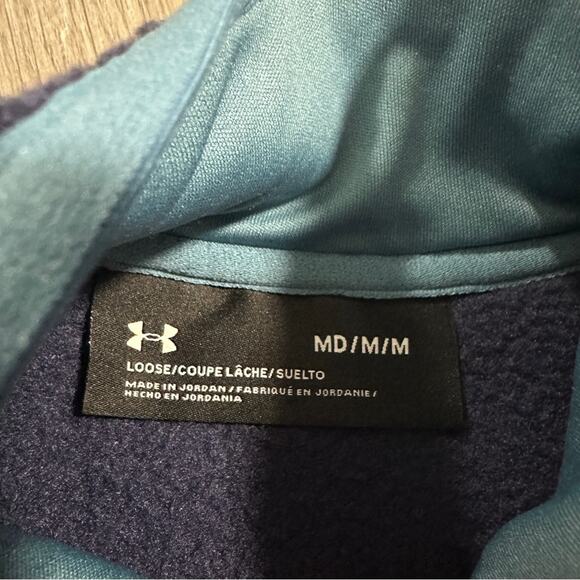 MD/M/M
LOOSE/COUPE LÂCHE/SUELTO
MADE IN JORDAN/FABRIQUÉ EN JORDANIE/
HECHO EN JORDANIA